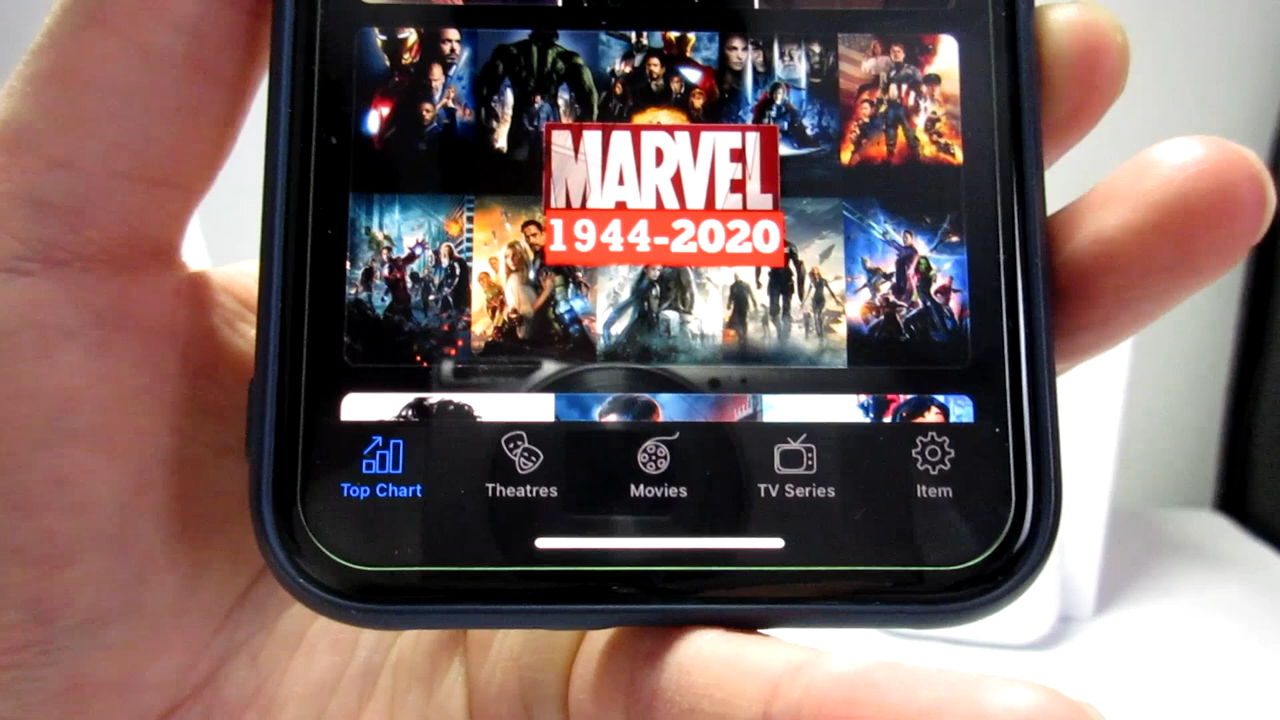 MARVEL
1944-2020
Top Chart
Theatres
Movies
TV Series
Item